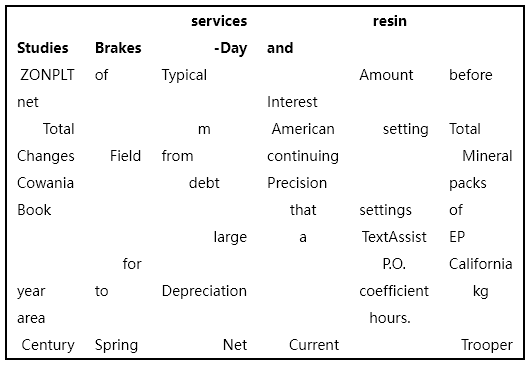 services resin
Studies Brakes -Day and
ZONPLT of Typical Amount before
net Interest
Total m American setting Total
Changes Field from continuing Mineral
Cowania debt Precision packs
Book that settings of
large a TextAssist EP
for P.O. California
year to Depreciation coefficient kg
area hours.
Century Spring Net Current Trooper